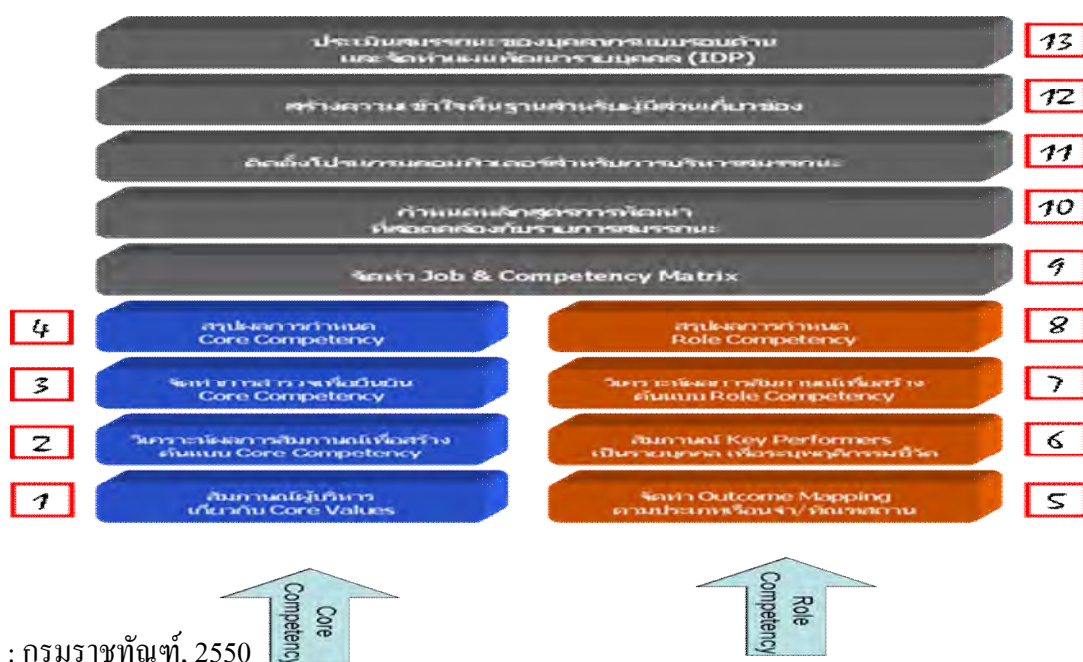 ประเมินสมรรถนะของบุคลากรแบบรอบด้าน
และจัดทำแผนพัฒนารายบุคคล (IDP)
13
สร้างความเข้าใจพื้นฐานสำหรับผู้มีส่วนเกี่ยวข้อง
12
ติดตั้งโปรแกรมคอมพิวเตอร์สำหรับการบริหารสมรรถนะ
11
กำหนดหลักสูตรการพัฒนา
ที่สอดคล้องกับรายการสมรรถนะ
10
จัดทำ Job & Competency Matrix
9
4
สรุปผลการกำหนด
Core Competency
สรุปผลการกำหนด
Role Competency
8
3
จัดทำการสำรวจเพื่อยืนยัน
Core Competency
วิเคราะห์ผลการสัมภาษณ์เพื่อสร้าง
ต้นแบบ Role Competency
7
2
วิเคราะห์ผลการสัมภาษณ์เพื่อสร้าง
ต้นแบบ Core Competency
สัมภาษณ์ Key Performers
เป็นรายบุคคล เพื่อระบุพฤติกรรมบ่งชี้วัด
6
1
สัมภาษณ์ผู้บริหาร
เกี่ยวกับ Core Values
จัดทำ Outcome Mapping
ตามประเภทเรือนจำ/ทัณฑสถาน
5
Core
Competency
Role
Competency
: กรมราชทัณฑ์, 2550